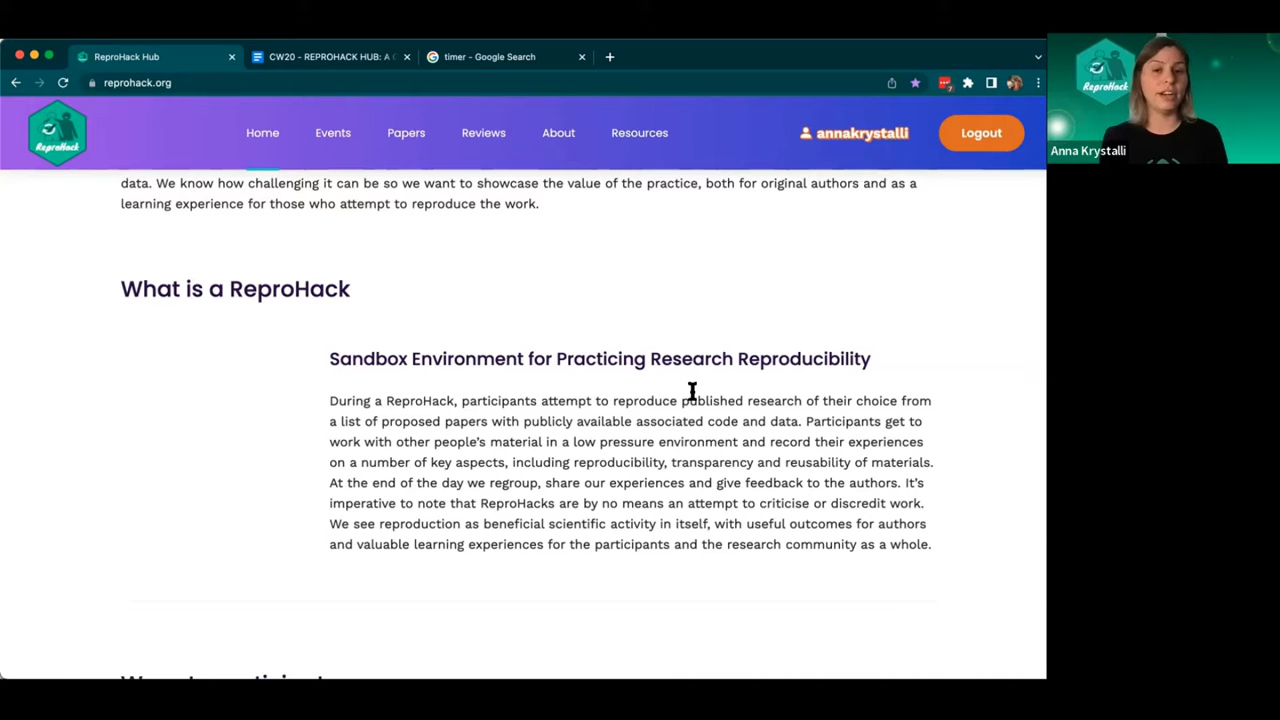 ReproHack Hub
CW20 - REPROHACK HUB: A C
timer - Google Search
reprohack.org
ReproHack
Home
Events
Papers
Reviews
About
Resources
annakrystalli
Logout
ReproHack
Anna Krystalli
data. We know how challenging it can be so we want to showcase the value of the practice, both for original authors and as a
learning experience for those who attempt to reproduce the work.
What is a ReproHack
Sandbox Environment for Practicing Research Reproducibility
During a ReproHack, participants attempt to reproduce published research of their choice from
a list of proposed papers with publicly available associated code and data. Participants get to
work with other people's material in a low pressure environment and record their experiences
on a number of key aspects, including reproducibility, transparency and reusability of materials.
At the end of the day we regroup, share our experiences and give feedback to the authors. It's
imperative to note that ReproHacks are by no means an attempt to criticise or discredit work.
We see reproduction as beneficial scientific activity in itself, with useful outcomes for authors
and valuable learning experiences for the participants and the research community as a whole.